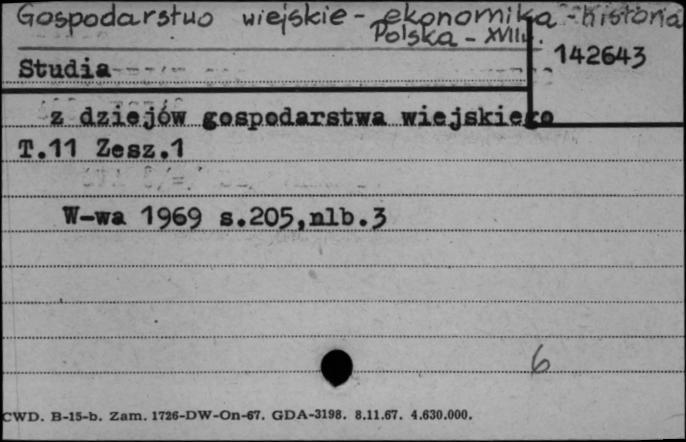 Gospodarstwo wiejskie - ekonomika - historia
Polska - XVIIw.
142643
Studia
z dziejów gospodarstwa wiejskiego
T.11 Zesz.1
W-wa 1969 s.205,nlb.3
6
CWD. B-15-b. Zam. 1726-DW-On-67. GDA-3198. 8.11.67. 4.630.000.